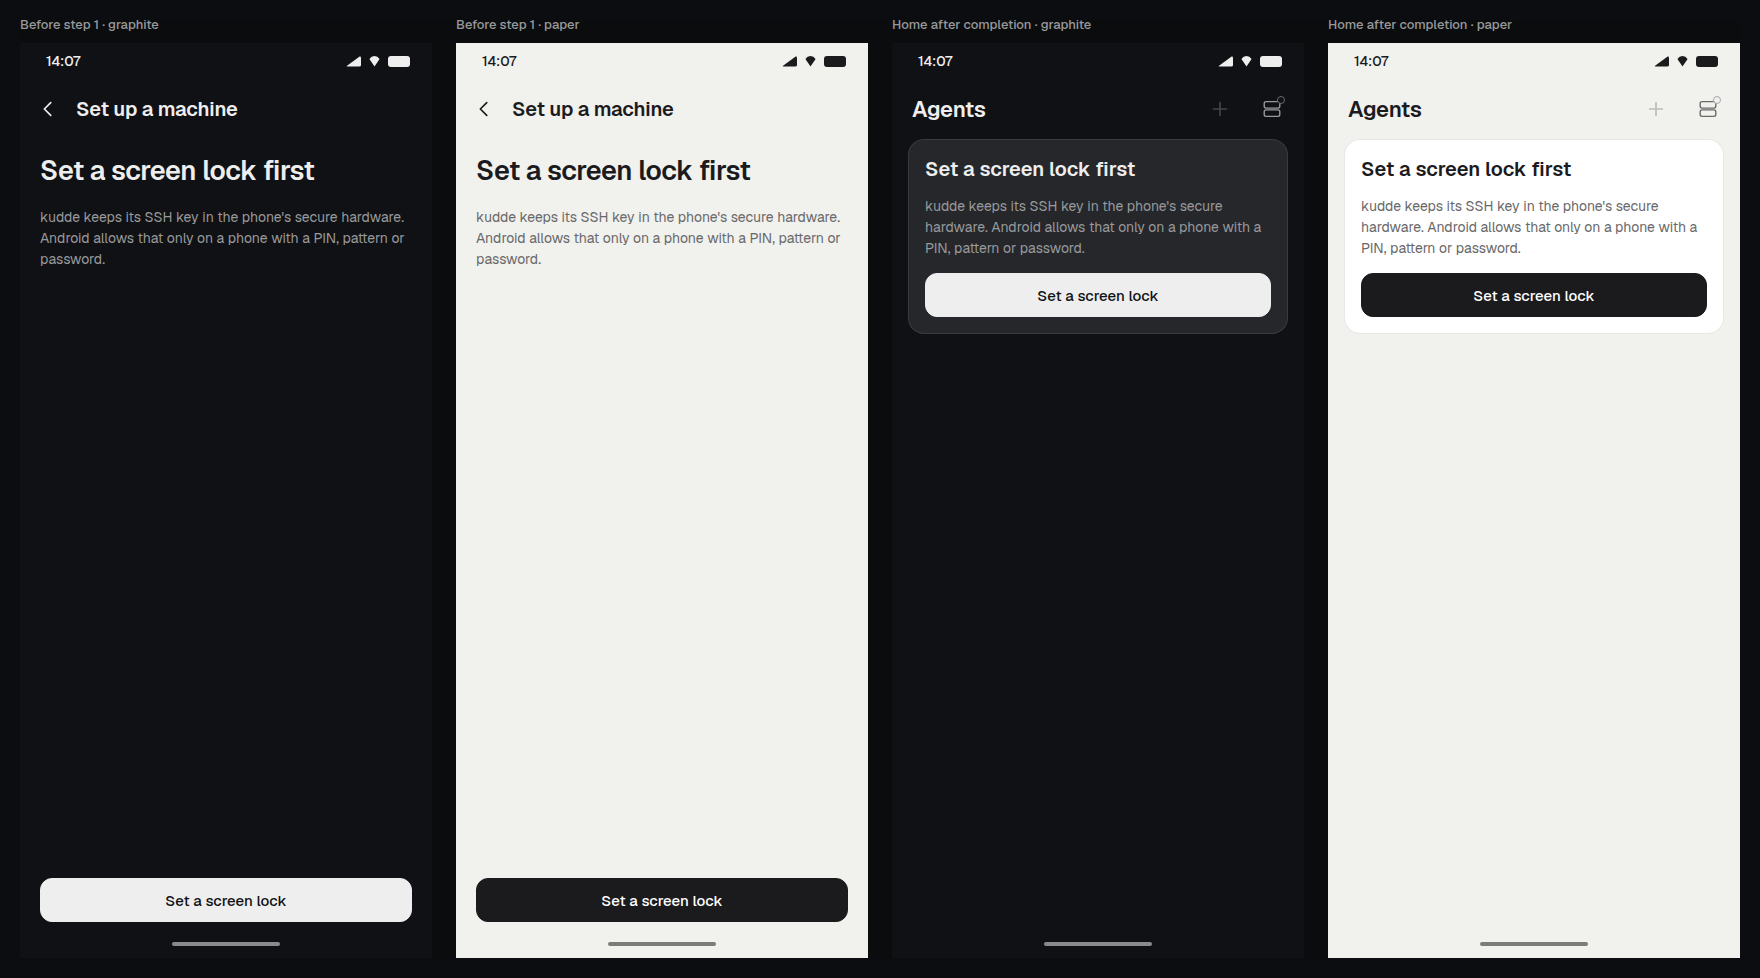 Before step 1 · graphite
14:07
Set up a machine
Set a screen lock first
kudde keeps its SSH key in the phone's secure hardware.
Android allows that only on a phone with a PIN, pattern or
password.
Set a screen lock
Before step 1 · paper
14:07
Set up a machine
Set a screen lock first
kudde keeps its SSH key in the phone's secure hardware.
Android allows that only on a phone with a PIN, pattern or
password.
Set a screen lock
Home after completion · graphite
14:07
Agents
Set a screen lock first
kudde keeps its SSH key in the phone's secure
hardware. Android allows that only on a phone with a
PIN, pattern or password.
Set a screen lock
Home after completion · paper
14:07
Agents
Set a screen lock first
kudde keeps its SSH key in the phone's secure
hardware. Android allows that only on a phone with a
PIN, pattern or password.
Set a screen lock